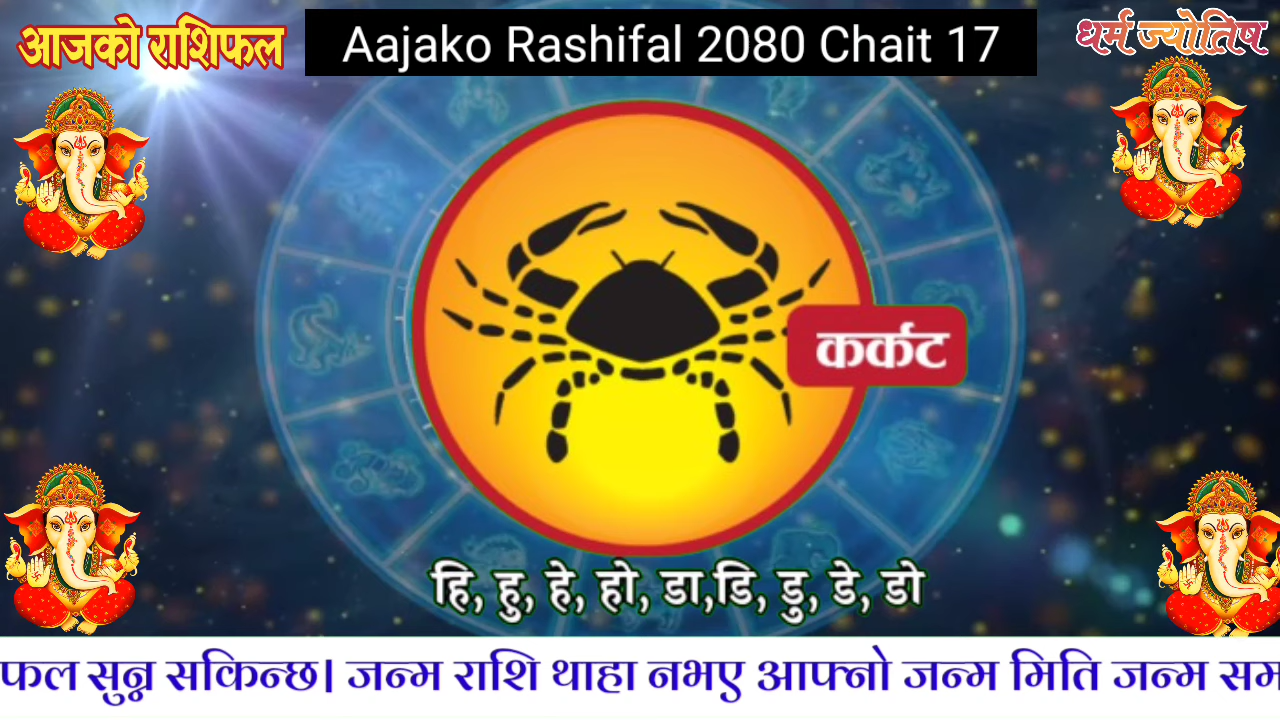 आजको राशिफल
Aajako Rashifal 2080 Chait 17
धर्म ज्योतिष
कर्कट
हि, हु, हे, हो, डा,डि, डु, डे, डो
फल सुन्न सकिन्छ। जन्म राशि थाहा नभए आफ्नो जन्म मिति जन्म सम